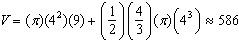 V = (π)(4²)(9) + (1/2)(4/3)(π)(4³) ≈ 586